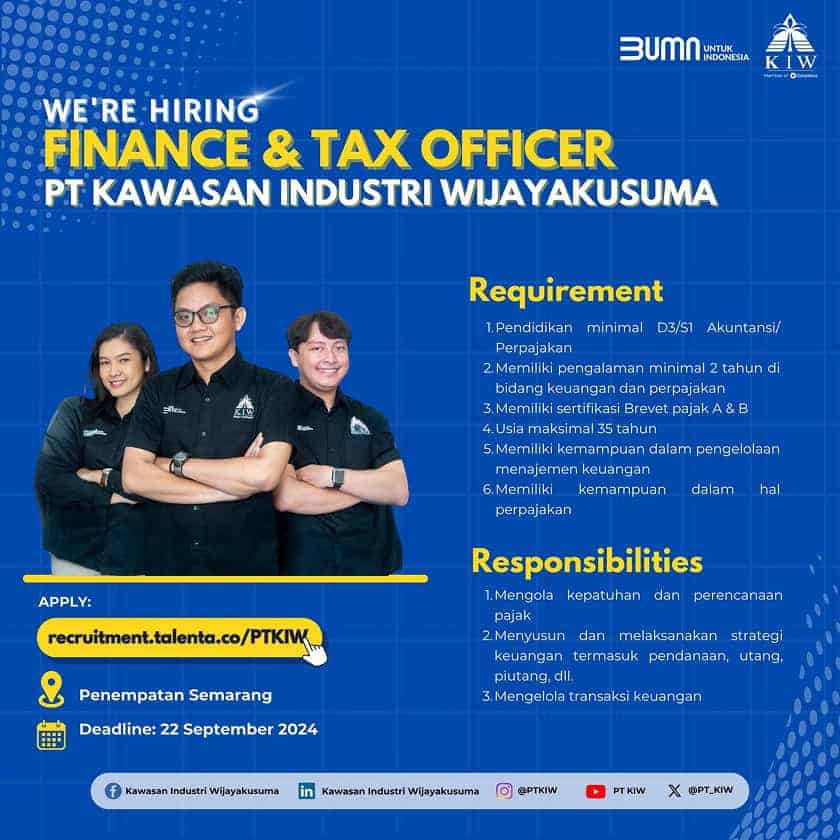 BUMN UNTUK
INDONESIA
KIW
Member of Danareksa
WE'RE HIRING
FINANCE & TAX OFFICER
PT KAWASAN INDUSTRI WIJAYAKUSUMA
Requirement
1. Pendidikan minimal D3/S1 Akuntansi/
Perpajakan
2. Memiliki pengalaman minimal 2 tahun di
bidang keuangan dan perpajakan
3. Memiliki sertifikasi Brevet pajak A & B
4. Usia maksimal 35 tahun
5. Memiliki kemampuan dalam pengelolaan
menajemen keuangan
6. Memiliki kemampuan dalam hal
perpajakan
KIW
Responsibilities
1. Mengola kepatuhan dan perencanaan
pajak
2. Menyusun dan melaksanakan strategi
keuangan termasuk pendanaan, utang,
piutang, dll.
3. Mengelola transaksi keuangan
APPLY:
recruitment.talenta.co/PTKIW
Penempatan Semarang
Deadline: 22 September 2024
Kawasan Industri Wijayakusuma
Kawasan Industri Wijayakusuma
@PTKIW
PT KIW
@PT_KIW